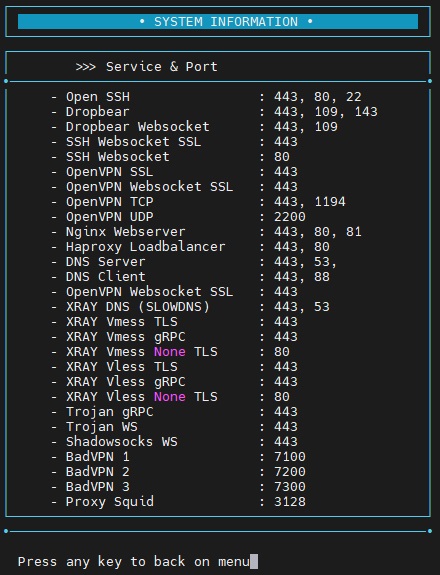 • SYSTEM INFORMATION •
>>> Service & Port
- Open SSH : 443, 80, 22
- Dropbear : 443, 109, 143
- Dropbear Websocket : 443, 109
- SSH Websocket SSL : 443
- SSH Websocket : 80
- OpenVPN SSL : 443
- OpenVPN Websocket SSL : 443
- OpenVPN TCP : 443, 1194
- OpenVPN UDP : 2200
- Nginx Webserver : 443, 80, 81
- Haproxy Loadbalancer : 443, 80
- DNS Server : 443, 53,
- DNS Client : 443, 88
- OpenVPN Websocket SSL : 443
- XRAY DNS (SLOWDNS) : 443, 53
- XRAY Vmess TLS : 443
- XRAY Vmess gRPC : 443
- XRAY Vmess None TLS : 80
- XRAY Vless TLS : 443
- XRAY Vless gRPC : 443
- XRAY Vless None TLS : 80
- Trojan gRPC : 443
- Trojan WS : 443
- Shadowsocks WS : 443
- BadVPN 1 : 7100
- BadVPN 2 : 7200
- BadVPN 3 : 7300
- Proxy Squid : 3128
Press any key to back on menu